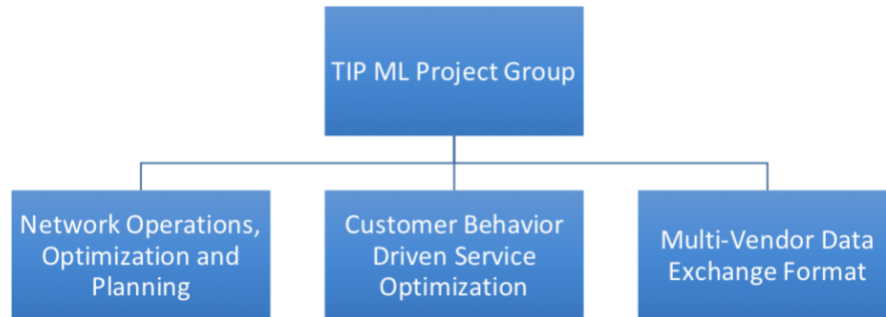 TIP ML Project Group
Network Operations,
Optimization and
Planning
Customer Behavior
Driven Service
Optimization
Multi-Vendor Data
Exchange Format